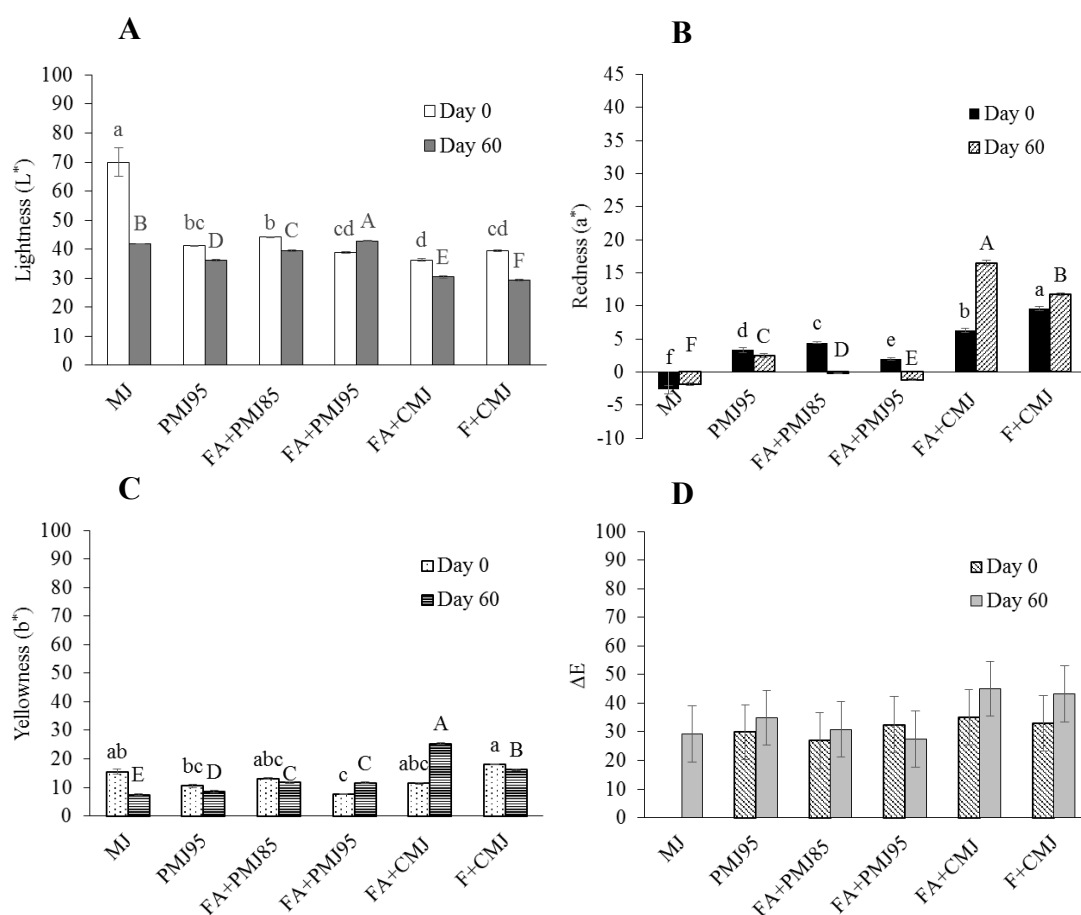 A
Lightness (L*)
100
90
80
70
60
50
40
30
20
10
0
Day 0
Day 60
a
B
bc
D
b
C
cd
A
d
E
cd
F
MJ
PMJ95
FA+PMJ85
FA+PMJ95
FA+CMJ
F+CMJ
B
Redness (a*)
45
40
35
30
25
20
15
10
5
0
-5
-10
Day 0
Day 60
f
F
d
C
c
D
e
E
b
A
a
B
MJ
PMJ95
FA+PMJ85
FA+PMJ95
FA+CMJ
F+CMJ
C
Yellowness (b*)
100
90
80
70
60
50
40
30
20
10
0
Day 0
Day 60
ab
E
bc
D
abc
C
c
C
abc
A
a
B
MJ
PMJ95
FA+PMJ85
FA+PMJ95
FA+CMJ
F+CMJ
D
ΔE
100
90
80
70
60
50
40
30
20
10
0
Day 0
Day 60
MJ
PMJ95
FA+PMJ85
FA+PMJ95
FA+CMJ
F+CMJ